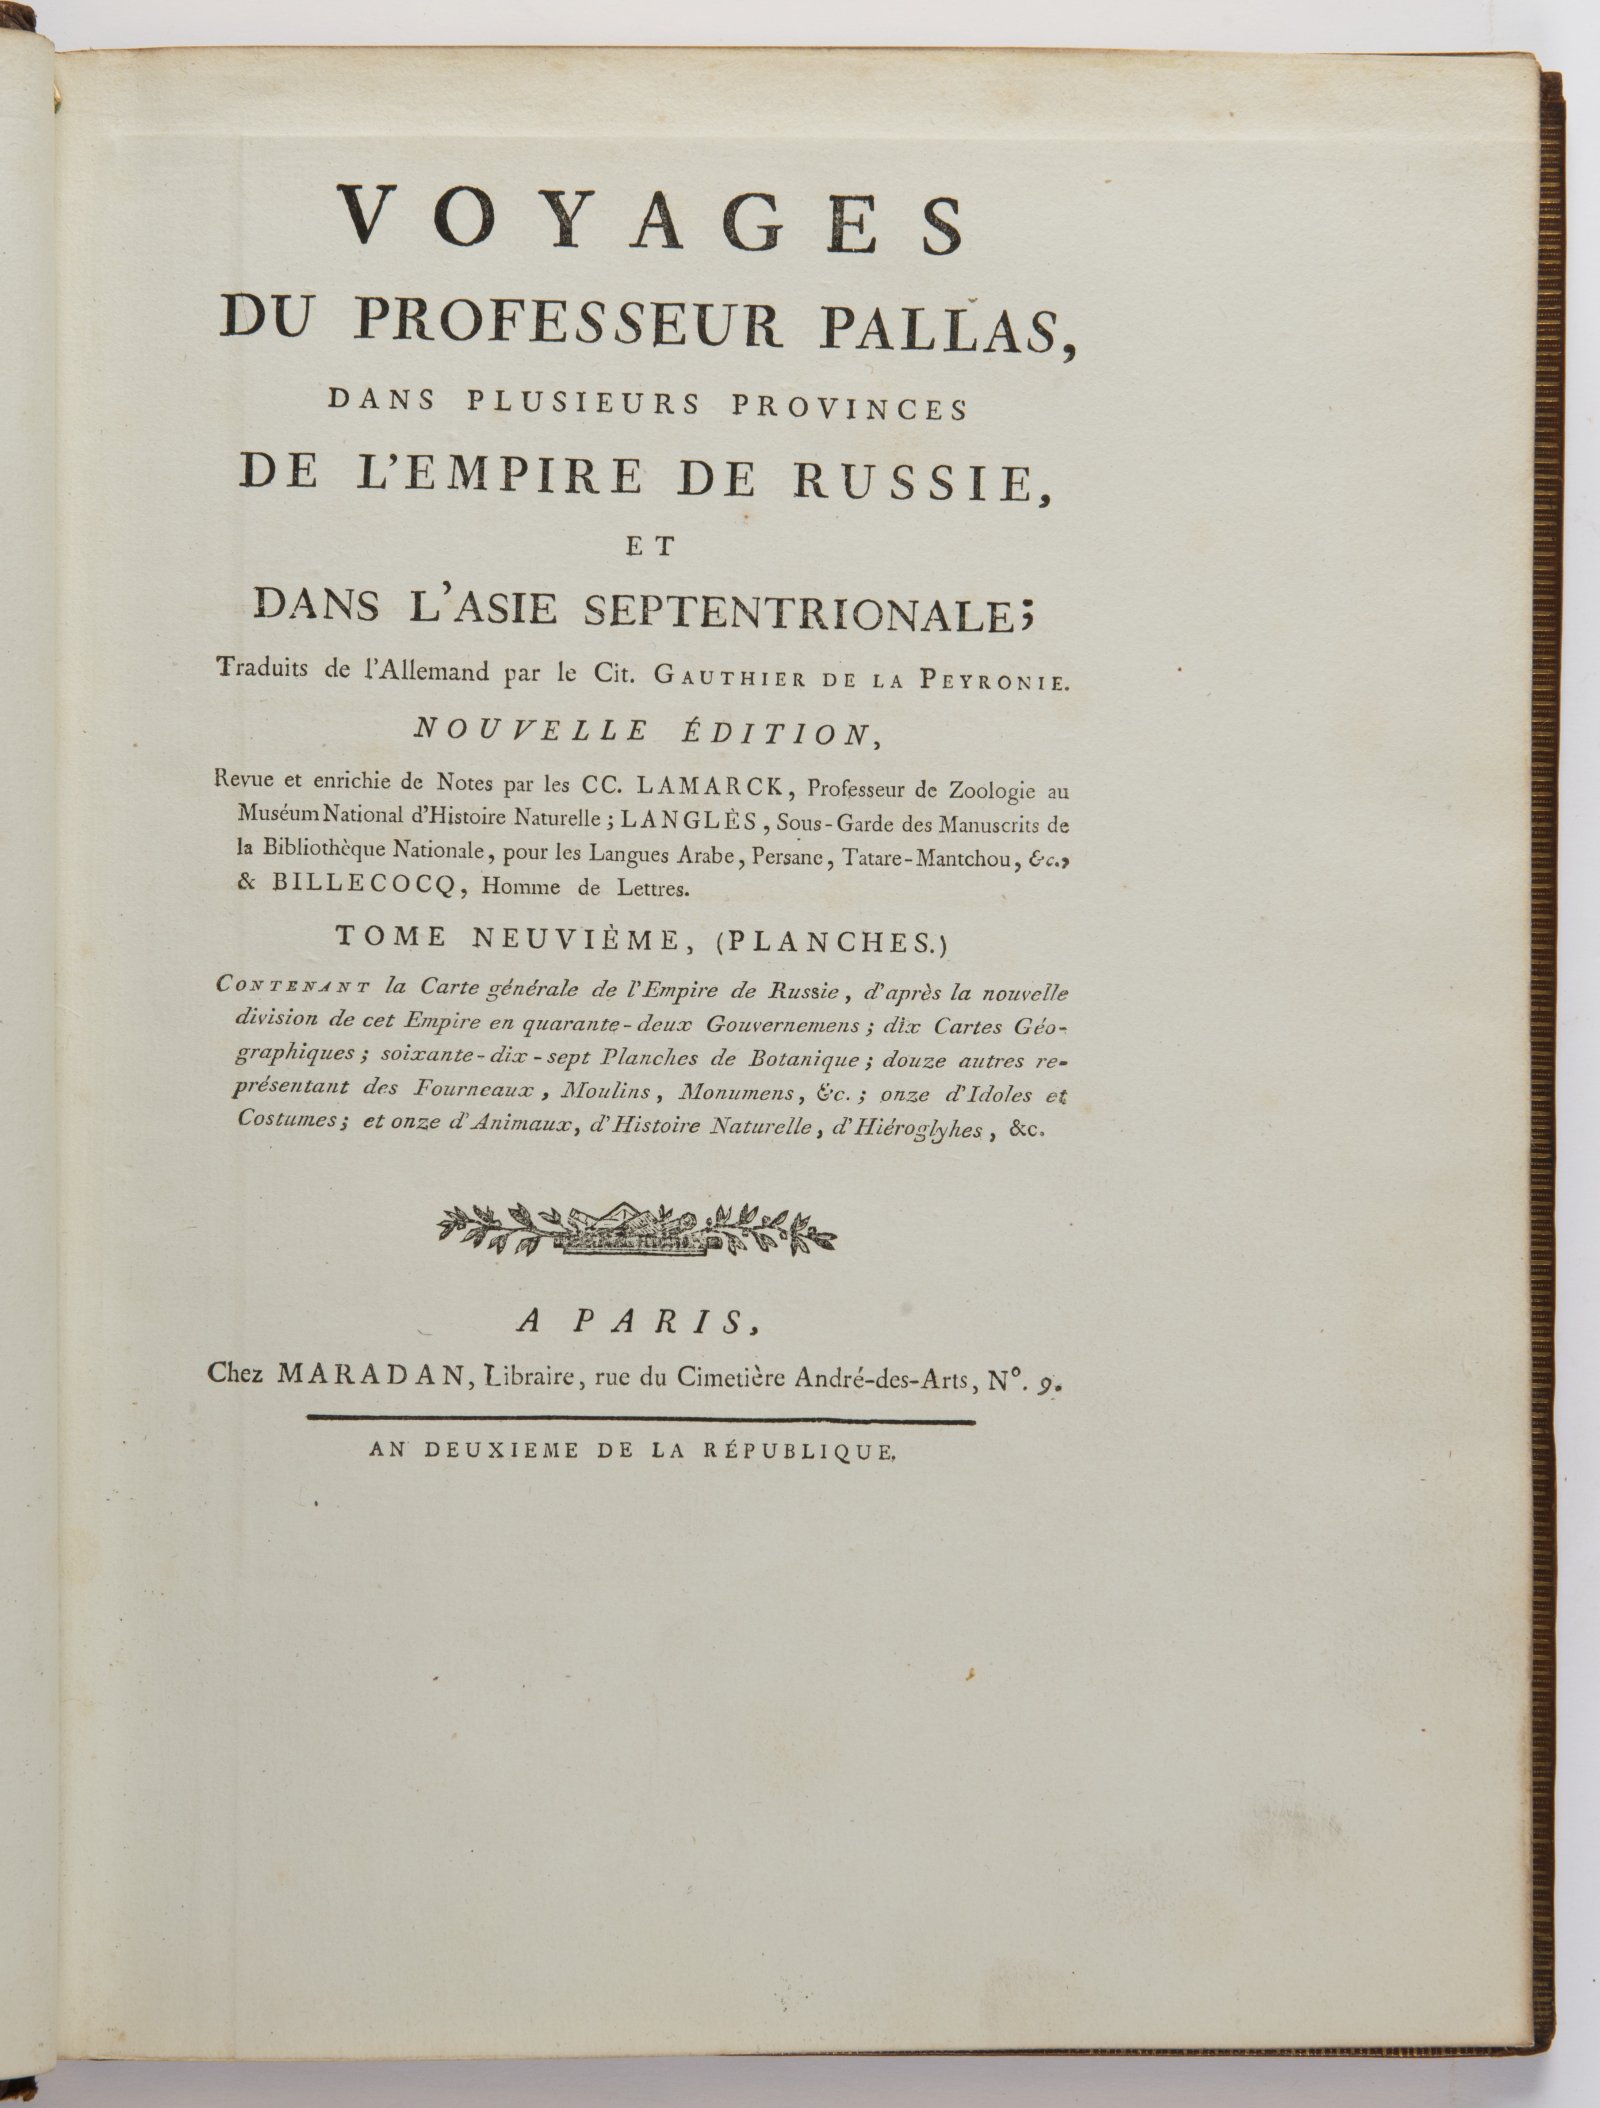 VOYAGES
DU PROFESSEUR PALLAS,
DANS PLUSIEURS PROVINCES
DE L'EMPIRE DE RUSSIE,
ET
DANS L'ASIE SEPTENTRIONALE;
Traduits de l'Allemand par le Cit. GAUTHIER DE LA PEYRONIE.
NOUVELLE ÉDITION,
Revue et enrichie de Notes par les CC. LAMARCK, Professeur de Zoologie au
Muséum National d'Histoire Naturelle; LANGLÈS, Sous-Garde des Manuscrits de
la Bibliothèque Nationale, pour les Langues Arabe, Persane, Tatare-Mantchou, &c.,
& BILLECOCQ, Homme de Lettres.
TOME NEUVIÈME, (PLANCHES.)
CONTENANT la Carte générale de l'Empire de Russie, d'après la nouvelle
division de cet Empire en quarante-deux Gouvernemens; dix Cartes Géo-
graphiques; soixante-dix-sept Planches de Botanique; douze autres re-
présentant des Fourneaux, Moulins, Monumens, &c.; onze d'Idoles et
Costumes; et onze d'Animaux, d'Histoire Naturelle, d'Hiéroglyhes, &c.
A PARIS,
Chez MARADAN, Libraire, rue du Cimetière André-des-Arts, N°. 9.
AN DEUXIEME DE LA RÉPUBLIQUE.